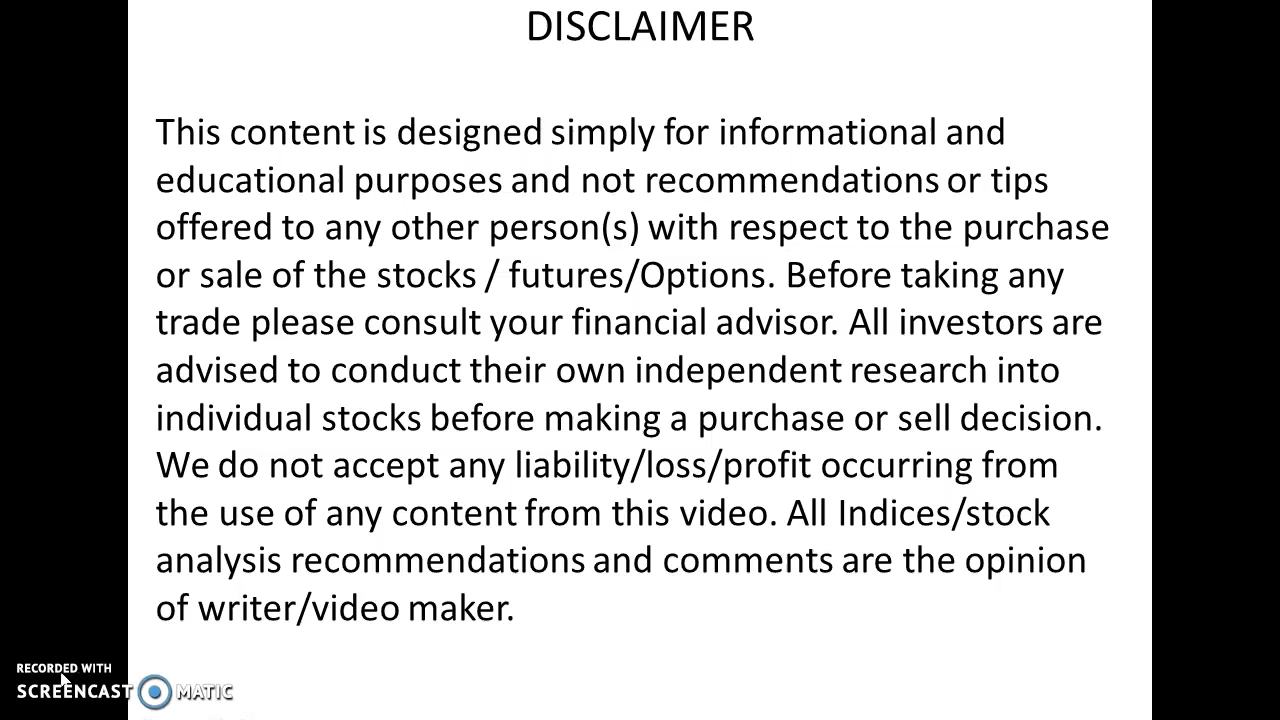 DISCLAIMER
This content is designed simply for informational and
educational purposes and not recommendations or tips
offered to any other person(s) with respect to the purchase
or sale of the stocks / futures/Options. Before taking any
trade please consult your financial advisor. All investors are
advised to conduct their own independent research into
individual stocks before making a purchase or sell decision.
We do not accept any liability/loss/profit occurring from
the use of any content from this video. All Indices/stock
analysis recommendations and comments are the opinion
of writer/video maker.
RECORDED WITH
SCREENCAST MATIC